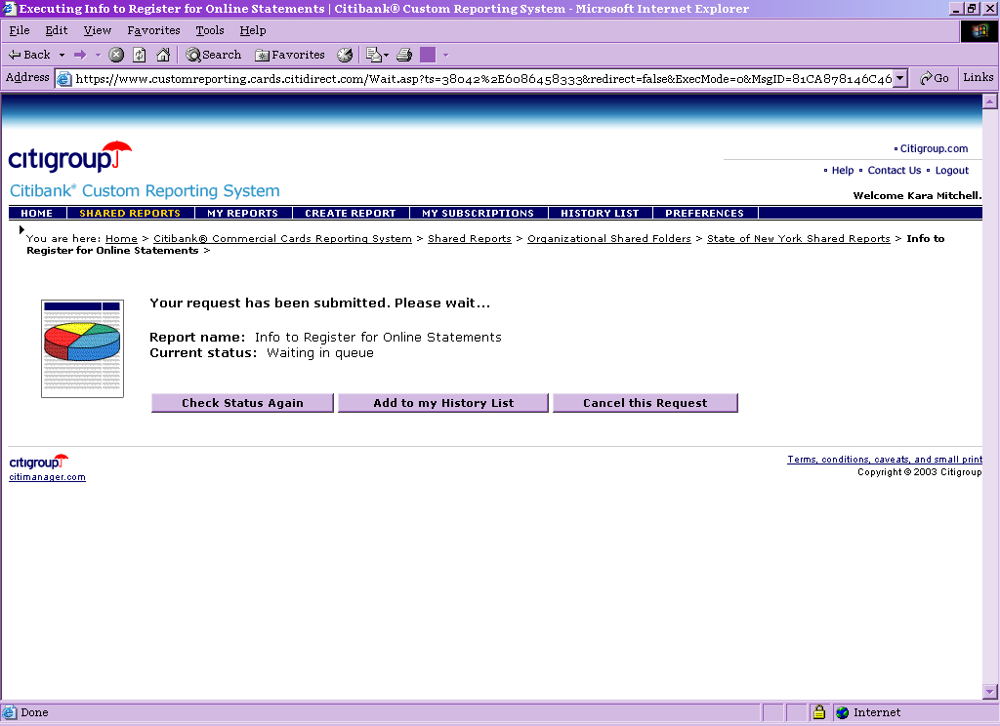 Executing Info to Register for Online Statements | Citibank® Custom Reporting System - Microsoft Internet Explorer
File Edit View Favorites Tools Help
Back Search Favorites
Address https://www.customreporting.cards.citidirect.com/Wait.asp?ts=38042%2E6086458333&redirect=false&ExecMode=0&MsgID=81CA878146C46 Go Links
citigroup
Citigroup.com
Help Contact Us Logout
Citibank® Custom Reporting System
Welcome Kara Mitchell.
HOME SHARED REPORTS MY REPORTS CREATE REPORT MY SUBSCRIPTIONS HISTORY LIST PREFERENCES
You are here: Home > Citibank® Commercial Cards Reporting System > Shared Reports > Organizational Shared Folders > State of New York Shared Reports > Info to
Register for Online Statements >
Your request has been submitted. Please wait...
Report name: Info to Register for Online Statements
Current status: Waiting in queue
Check Status Again Add to my History List Cancel this Request
citigroup
Terms, conditions, caveats, and small print
citimanager.com
Copyright © 2003 Citigroup
Done Internet